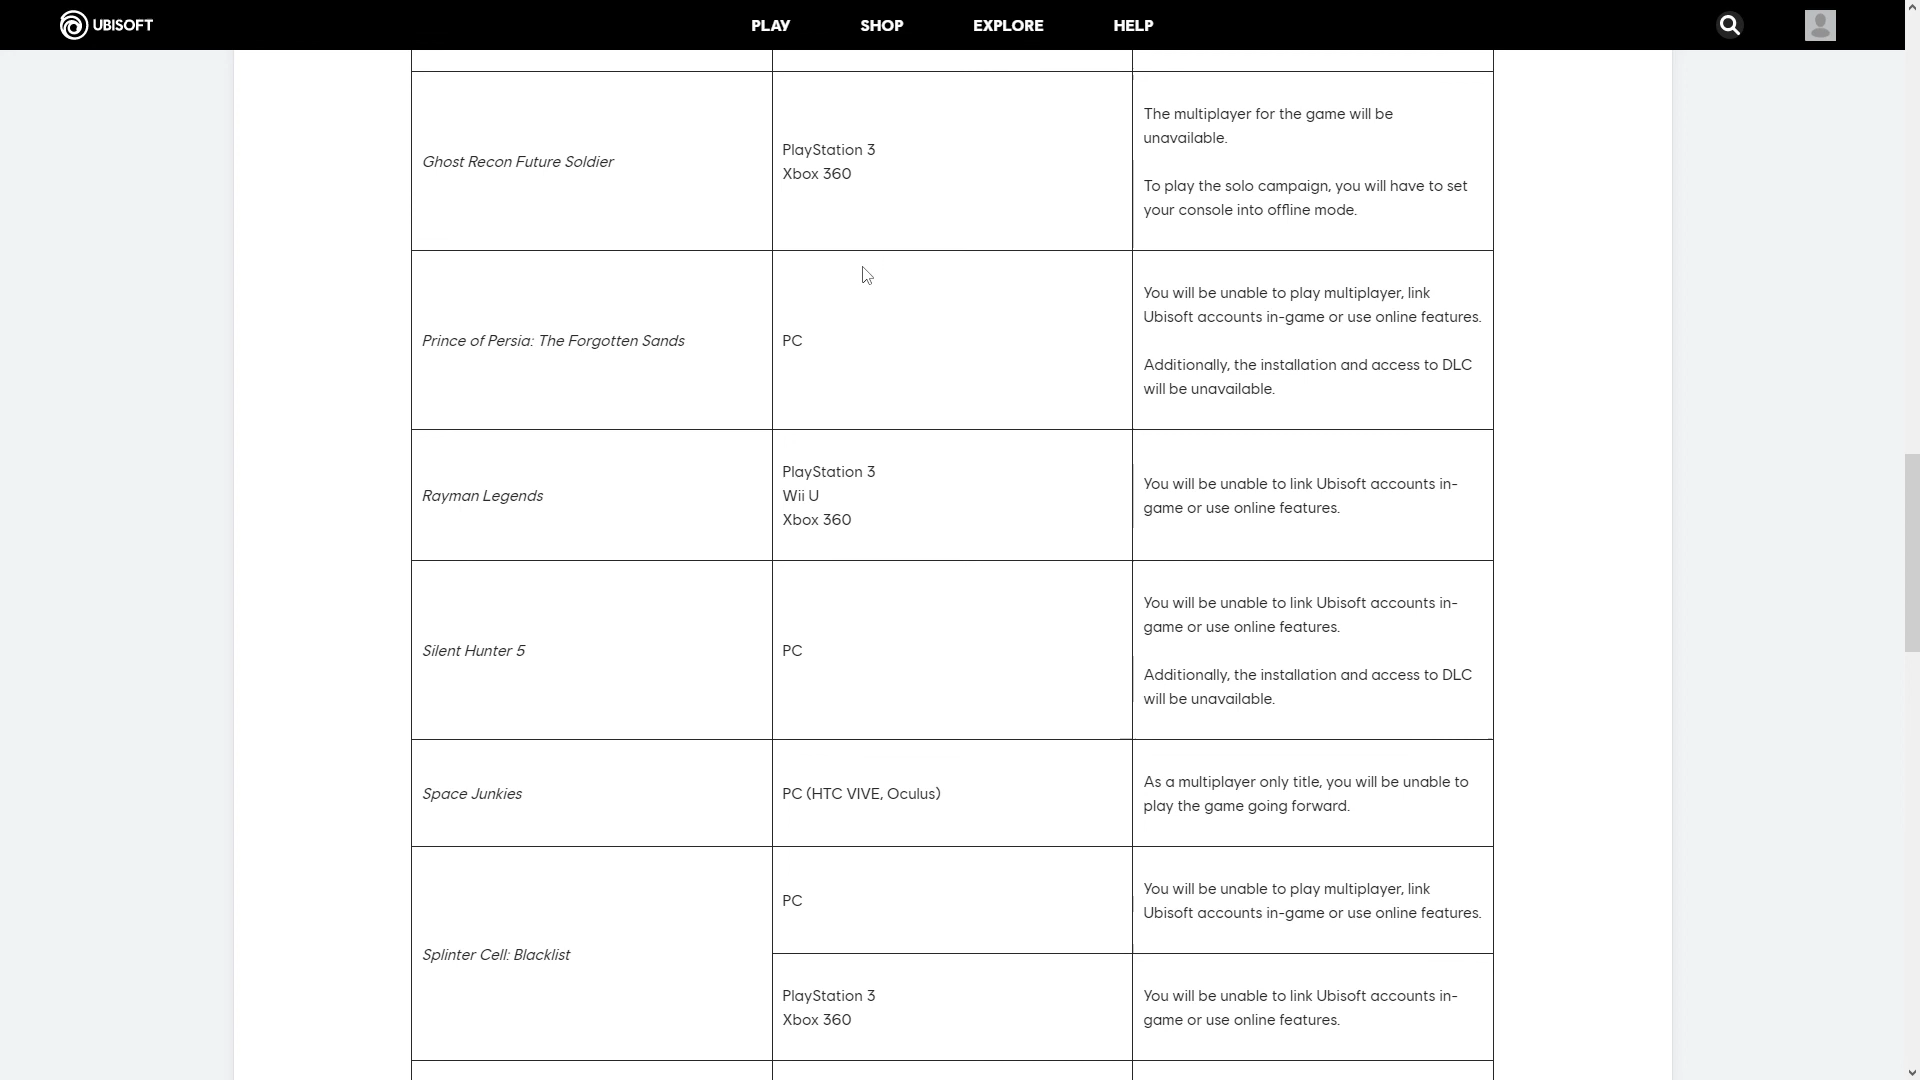 UBISOFT
PLAY
SHOP
EXPLORE
HELP
Ghost Recon Future Soldier
PlayStation 3
Xbox 360
The multiplayer for the game will be
unavailable.
To play the solo campaign, you will have to set
your console into offline mode.
Prince of Persia: The Forgotten Sands
PC
You will be unable to play multiplayer, link
Ubisoft accounts in-game or use online features.
Additionally, the installation and access to DLC
will be unavailable.
Rayman Legends
PlayStation 3
Wii U
Xbox 360
You will be unable to link Ubisoft accounts in-
game or use online features.
Silent Hunter 5
PC
You will be unable to link Ubisoft accounts in-
game or use online features.
Additionally, the installation and access to DLC
will be unavailable.
Space Junkies
PC (HTC VIVE, Oculus)
As a multiplayer only title, you will be unable to
play the game going forward.
Splinter Cell: Blacklist
PC
You will be unable to play multiplayer, link
Ubisoft accounts in-game or use online features.
PlayStation 3
Xbox 360
You will be unable to link Ubisoft accounts in-
game or use online features.